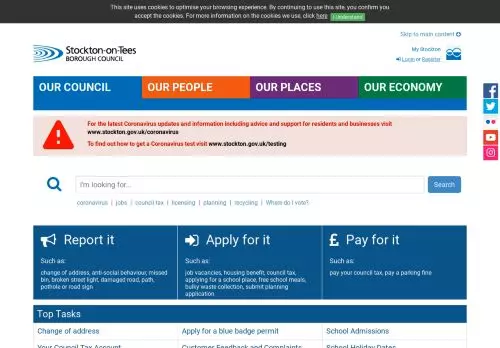 This site uses cookies to optimise your browsing experience. By continuing to use this site, you confirm you
accept the cookies. For more information on the cookies we use, click here I understand
Skip to main content
Stockton-on-Tees
BOROUGH COUNCIL
My Stockton
Login or Register
OUR COUNCIL
OUR PEOPLE
OUR PLACES
OUR ECONOMY
For the latest Coronavirus updates and information including advice and support for residents and businesses visit
www.stockton.gov.uk/coronavirus
To find out how to get a Coronavirus test visit www.stockton.gov.uk/testing
I'm looking for...
Search
coronavirus | jobs | council tax | licensing | planning | recycling | Where do I vote?
Report it
Such as:
change of address, anti-social behaviour, missed
bin, broken street light, damaged road, path,
pothole or road sign
Apply for it
Such as:
job vacancies, housing benefit, council tax,
applying for a school place, free school meals,
bulky waste collection, submit planning
application
£ Pay for it
Such as:
pay your council tax, pay a parking fine
Top Tasks
Change of address
Apply for a blue badge permit
School Admissions
Your Council Tax Account
Customer Feedback and Complaints
School Holiday Dates